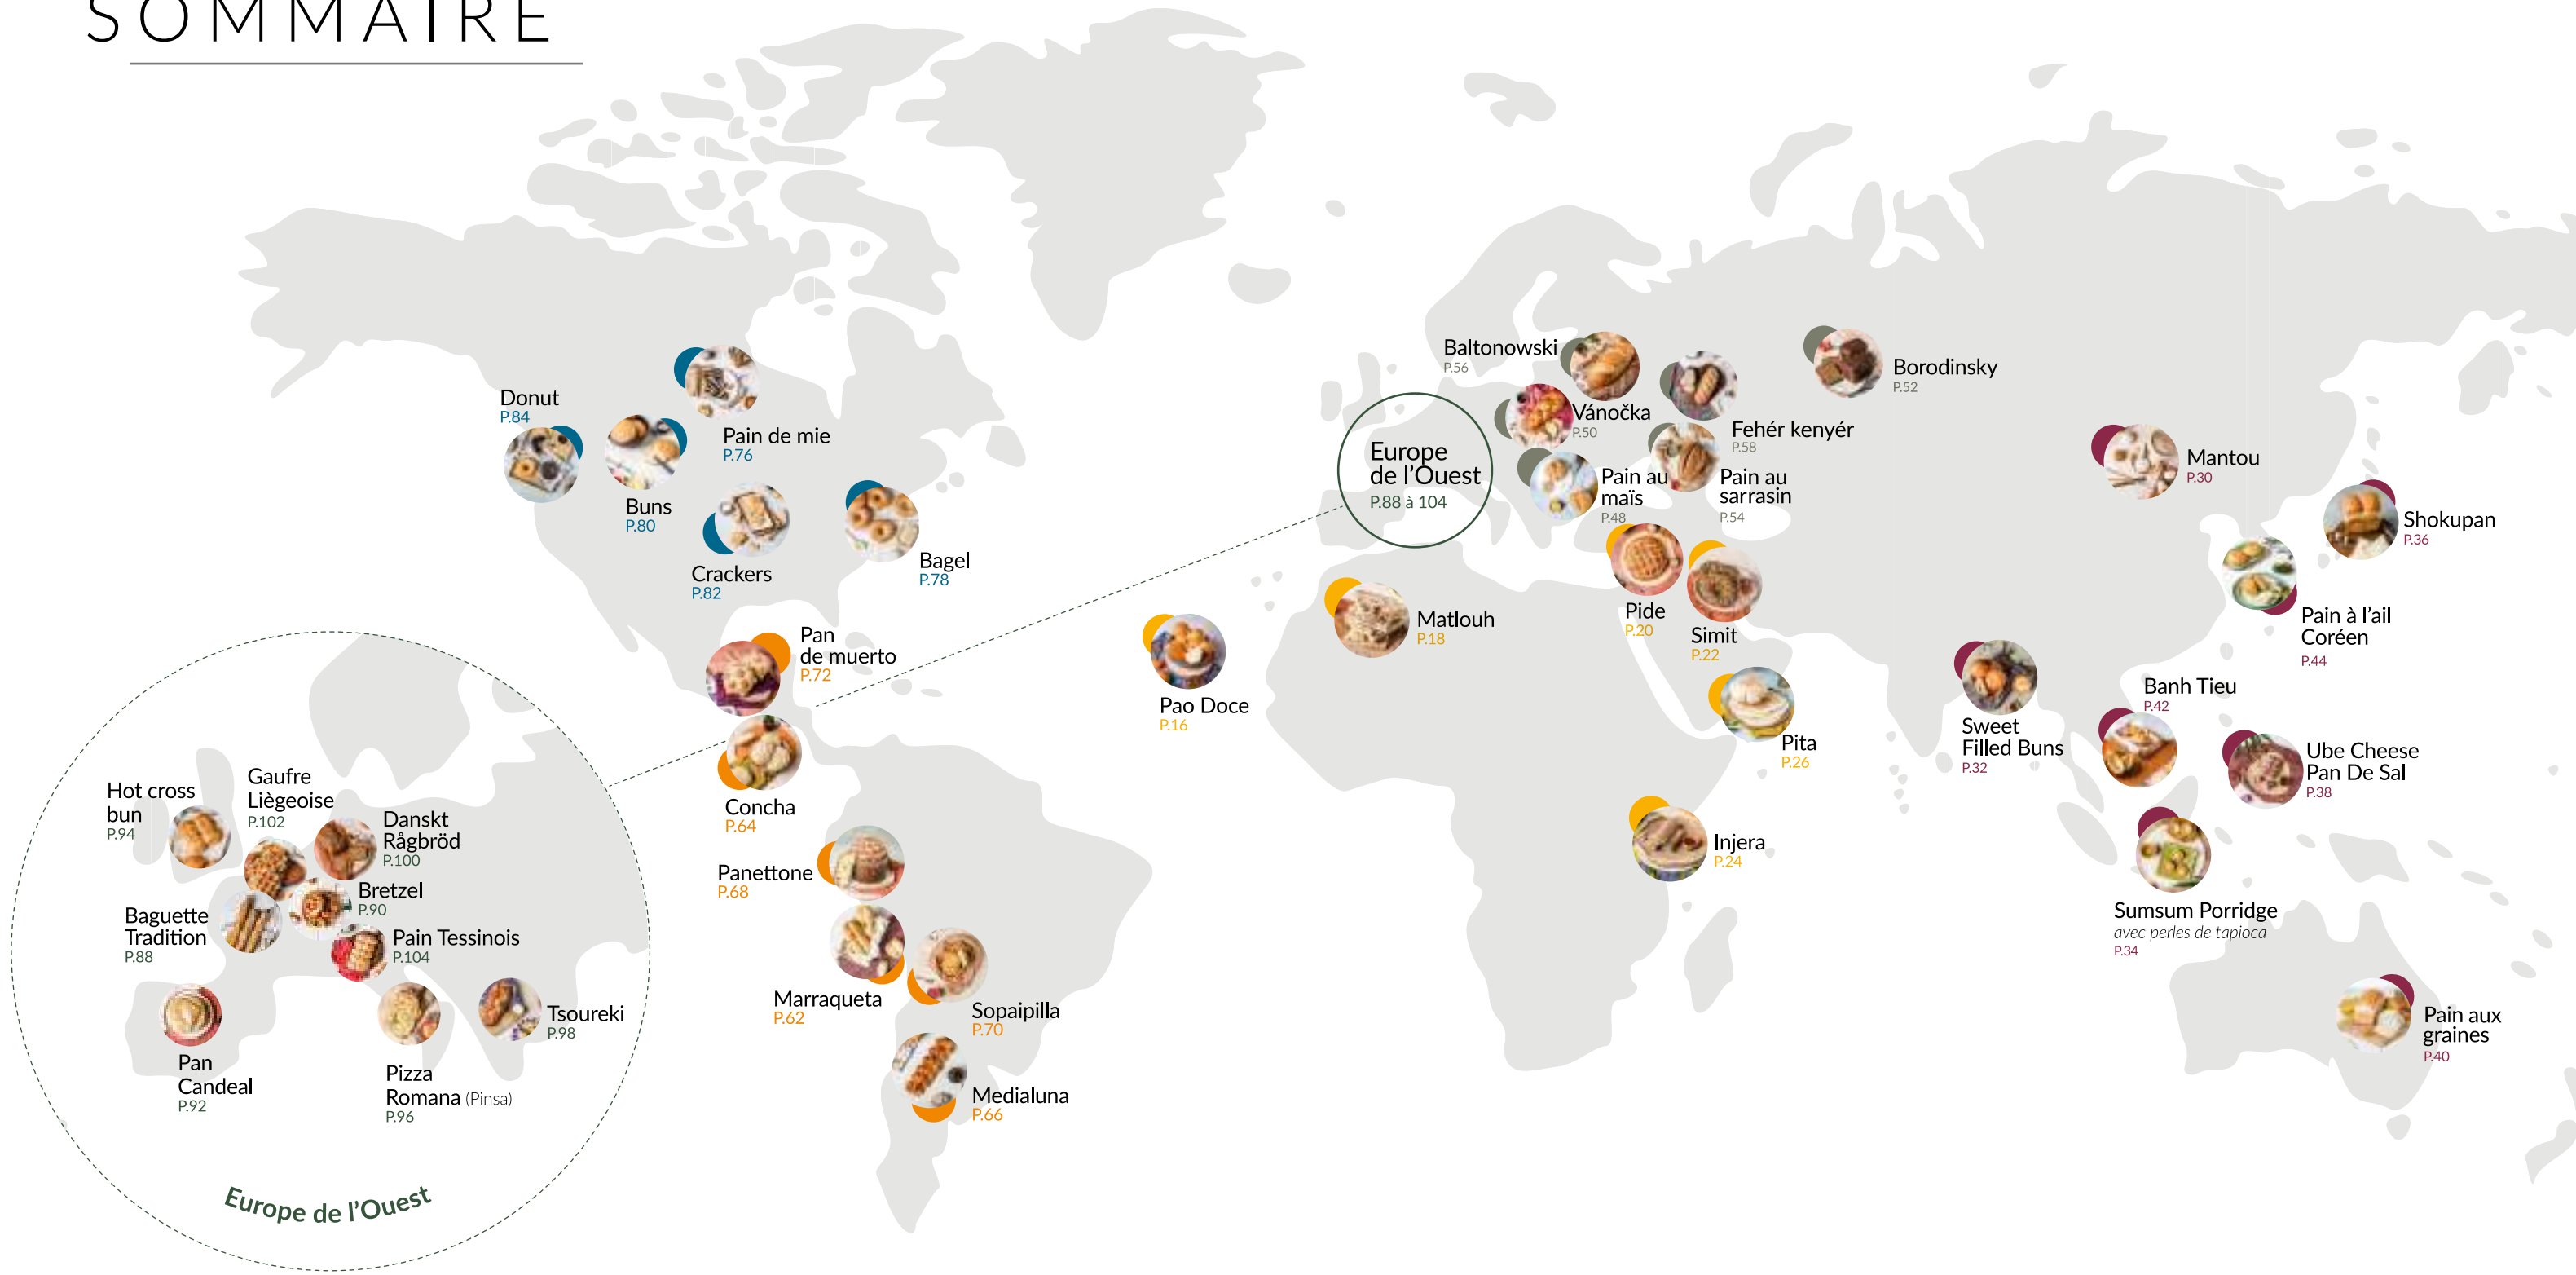 SOMMAIRE
Donut
P.84
Pain de mie
P.76
Buns
P.80
Crackers
P.82
Bagel
P.78
Pan
de muerto
P.72
Concha
P.64
Panettone
P.68
Marraqueta
P.62
Sopaipilla
P.70
Medialuna
P.66
Hot cross
bun
P.94
Gaufre
Liègeoise
P.102
Danskt
Rågbröd
P.100
Bretzel
P.90
Baguette
Tradition
P.88
Pain Tessinois
P.104
Pan
Candeal
P.92
Pizza
Romana (Pinsa)
P.96
Tsoureki
P.98
Europe de l'Ouest
Europe
de l'Ouest
P.88 à 104
Baltonowski
P.56
Vánočka
P.50
Borodinsky
P.52
Fehér kenyér
P.58
Pain au
maïs
P.48
Pain au
sarrasin
P.54
Pao Doce
P.16
Matlouh
P.18
Pide
P.20
Simit
P.22
Pita
P.26
Injera
P.24
Mantou
P.30
Shokupan
P.36
Pain à l'ail
Coréen
P.44
Sweet
Filled Buns
P.32
Banh Tieu
P.42
Ube Cheese
Pan De Sal
P.38
Sumsum Porridge
avec perles de tapioca
P.34
Pain aux
graines
P.40